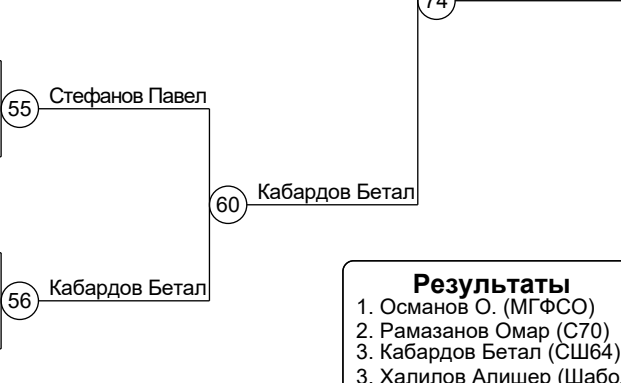 74
55
Стефанов Павел
60
Кабардов Бетал
56
Кабардов Бетал
Результаты
1. Османов О. (МГФСО)
2. Рамазанов Омар (С70)
3. Кабардов Бетал (СШ64)
3. Халилов Алишер (Шабо